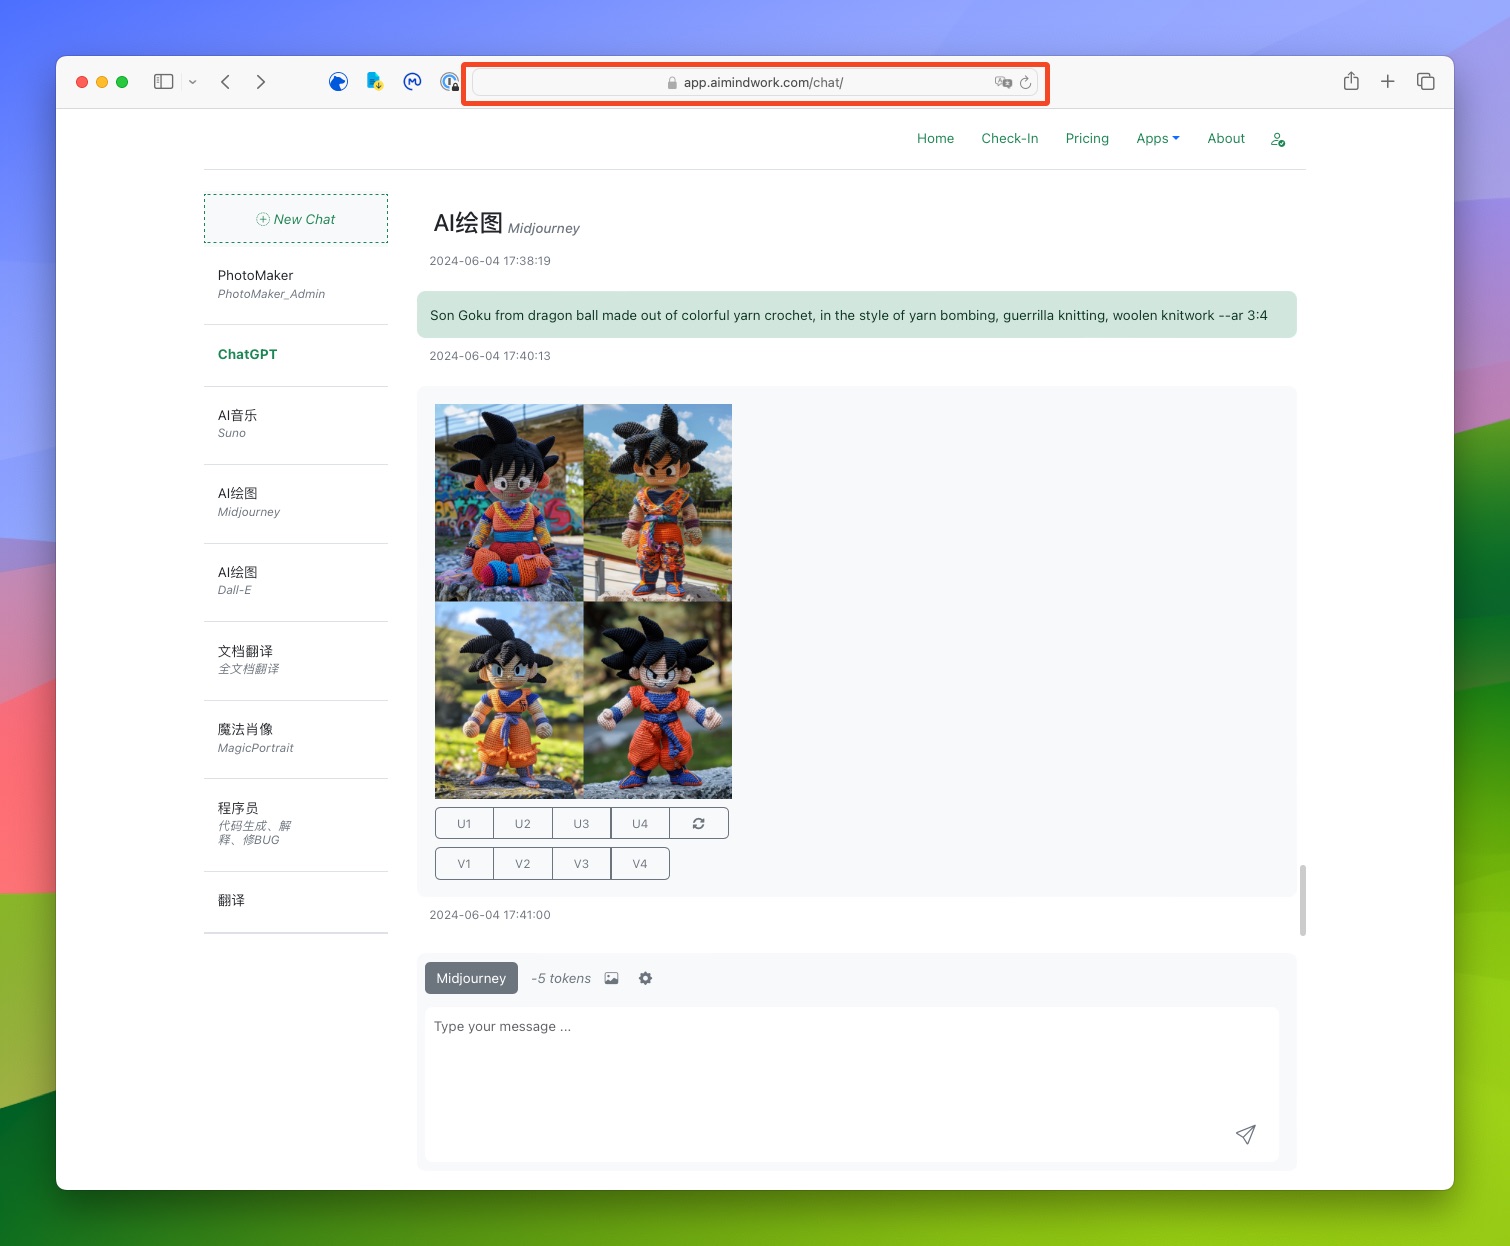 app.aimindwork.com/chat/
Home Check-In Pricing Apps About
New Chat
PhotoMaker
PhotoMaker_Admin
ChatGPT
AI音乐
Suno
AI绘图
Midjourney
AI绘图
Dall-E
文档翻译
全文档翻译
魔法肖像
MagicPortrait
程序员
代码生成、解
释、修BUG
翻译
AI绘图 Midjourney
2024-06-04 17:38:19
Son Goku from dragon ball made out of colorful yarn crochet, in the style of yarn bombing, guerrilla knitting, woolen knitwork --ar 3:4
2024-06-04 17:40:13
U1 U2 U3 U4
V1 V2 V3 V4
2024-06-04 17:41:00
Midjourney -5 tokens
Type your message ...